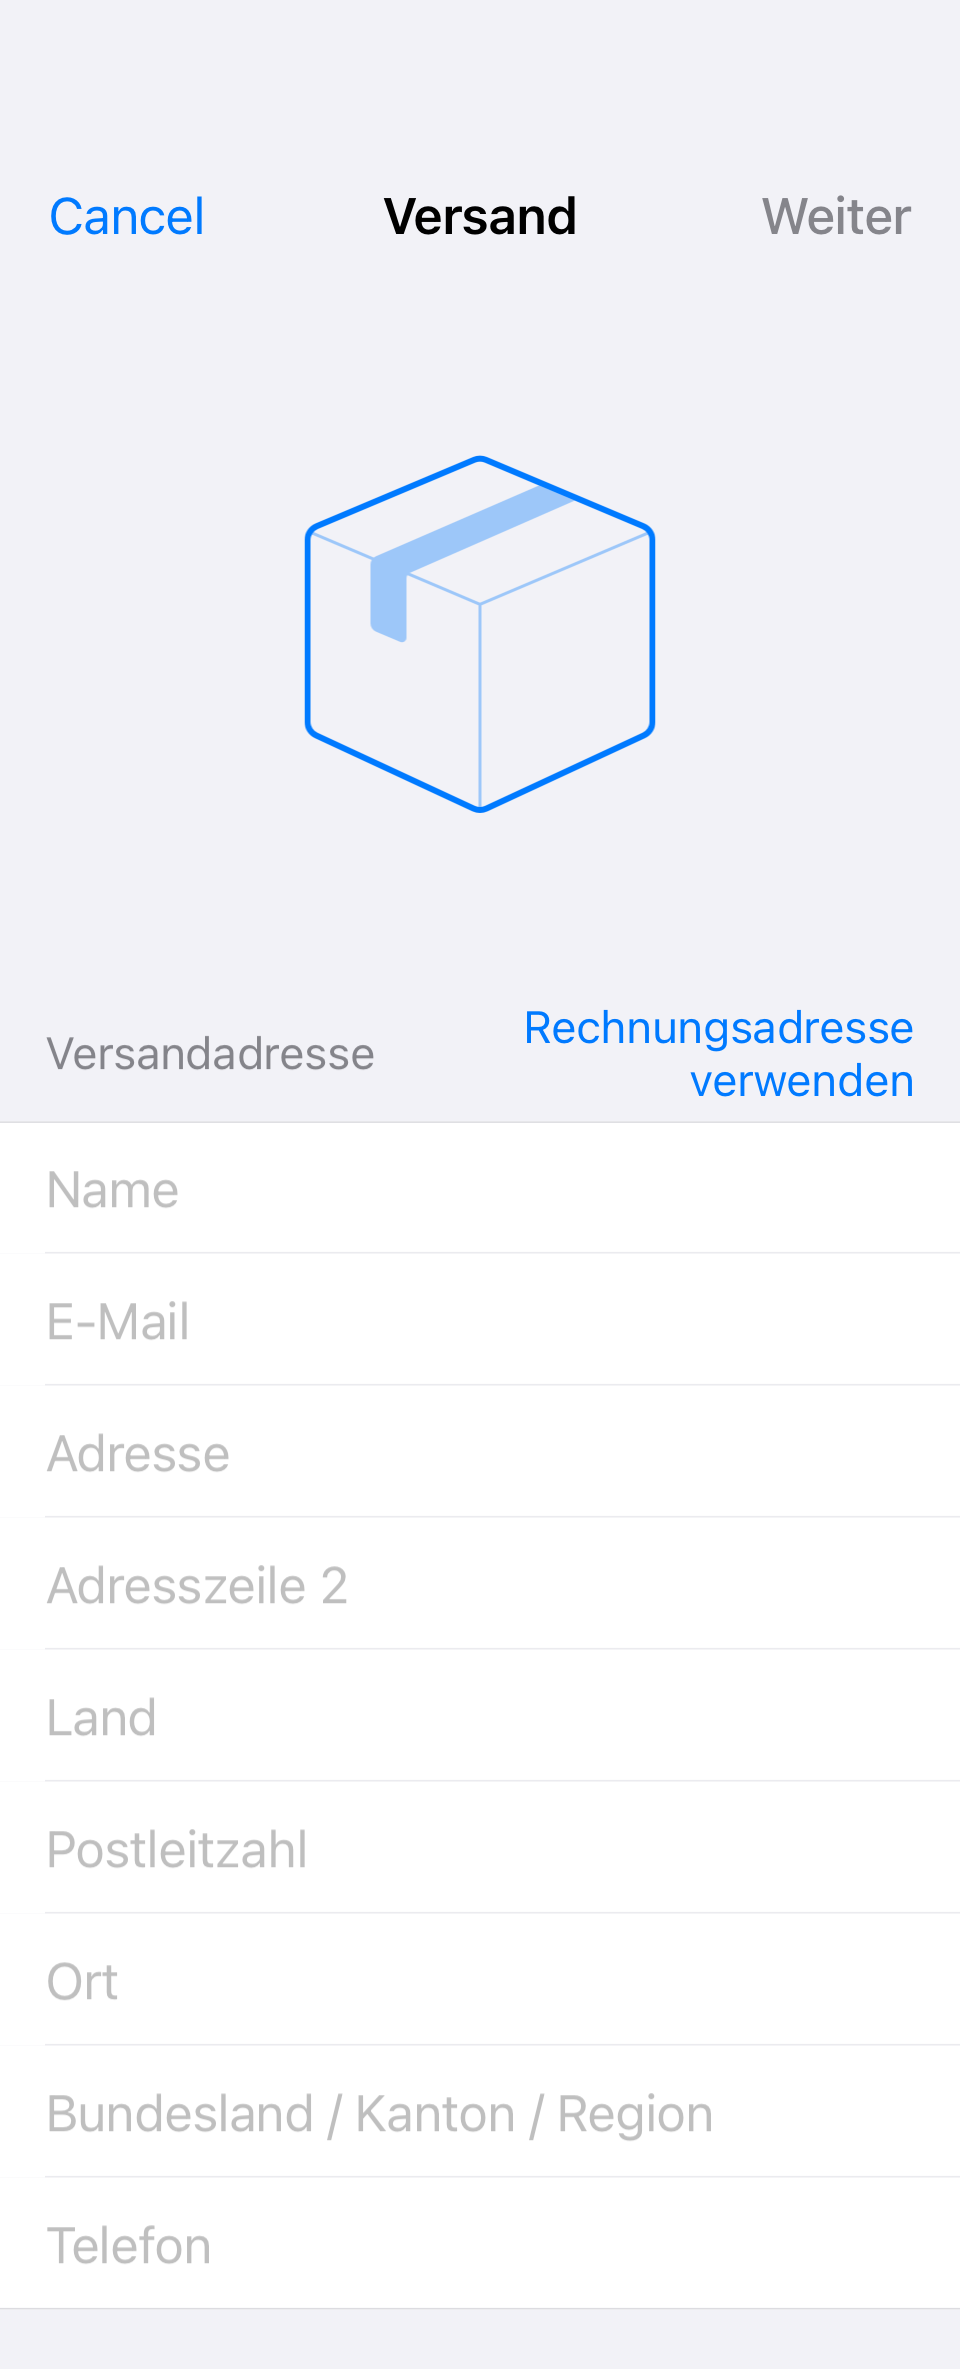 Cancel
Versand
Weiter
Versandadresse
Rechnungsadresse
verwenden
Name
E-Mail
Adresse
Adresszeile 2
Land
Postleitzahl
Ort
Bundesland / Kanton / Region
Telefon